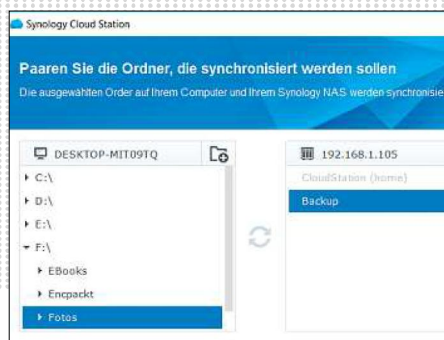 Synology Cloud Station
Paaren Sie die Ordner, die synchronisiert werden sollen
Die ausgewählten Order auf Ihrem Computer und Ihrem Synology NAS werden synchronisie
DESKTOP-MIT09TQ
C:\
D:\
E:\
F:\
EBooks
Encpackt
Fotos
192.168.1.105
CloudStation (home)
Backup